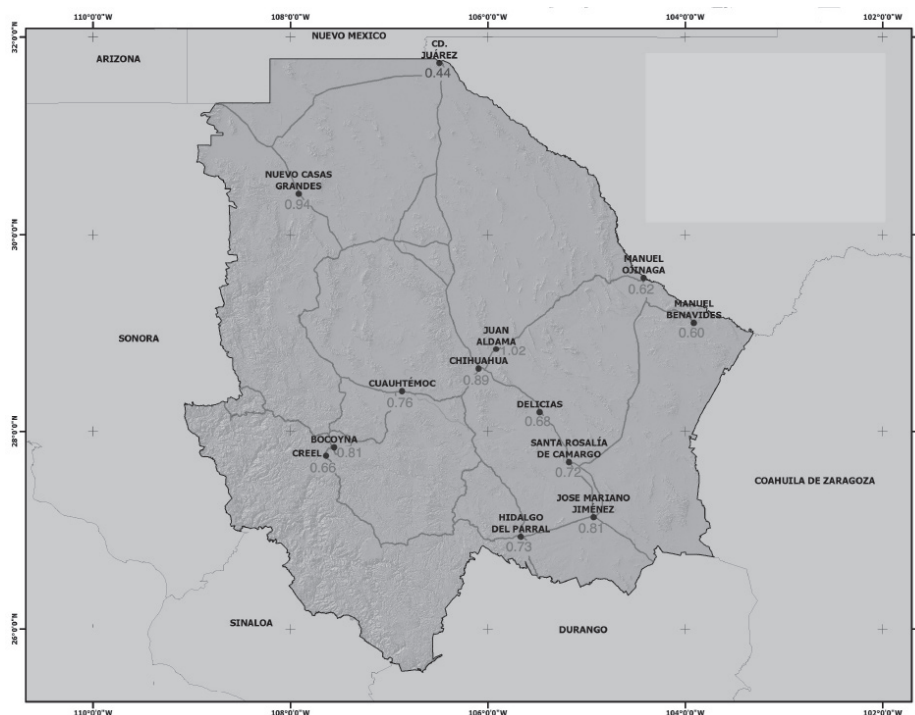 110°0'0"W
108°0'0"W
106°0'0"W
104°0'0"W
102°0'0"W
32°0'0"N
NUEVO MEXICO
ARIZONA
CD.
JUÁREZ
0.44
NUEVO CASAS
GRANDES
0.94
30°0'0"N
MANUEL
OJINAGA
0.62
MANUEL
BENAVIDES
0.60
SONORA
JUAN
ALDAMA
1.02
CHIHUAHUA
0.89
CUAUHTÉMOC
0.76
DELICIAS
0.68
28°0'0"N
BOCOYNA
0.81
CREEL
0.66
SANTA ROSALÍA
DE CAMARGO
0.72
COAHUILA DE ZARAGOZA
JOSE MARIANO
JIMÉNEZ
0.81
HIDALGO
DEL PARRAL
0.73
SINALOA
DURANGO
26°0'0"N
110°0'0"W
108°0'0"W
106°0'0"W
104°0'0"W
102°0'0"W